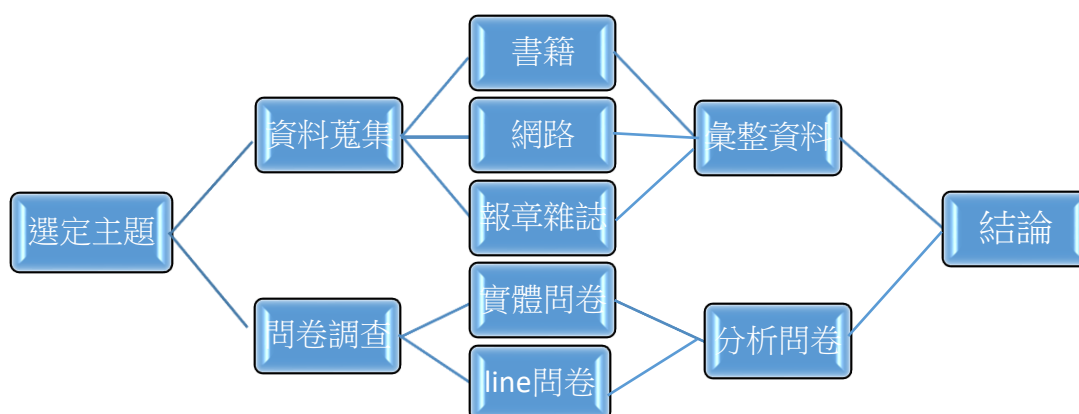 選定主題
資料蒐集
問卷調查
書籍
網路
報章雜誌
實體問卷
line問卷
彙整資料
分析問卷
結論